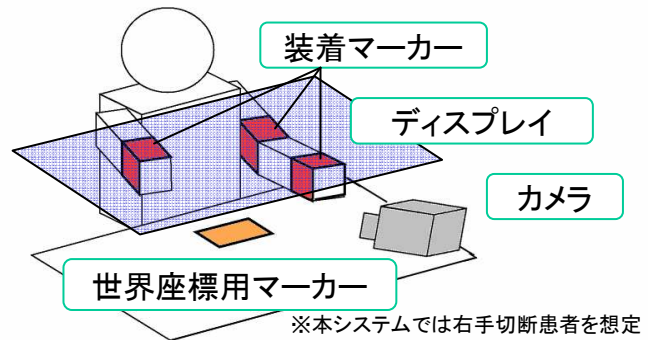 装着マーカー
ディスプレイ
カメラ
世界座標用マーカー
※本システムでは右手切断患者を想定